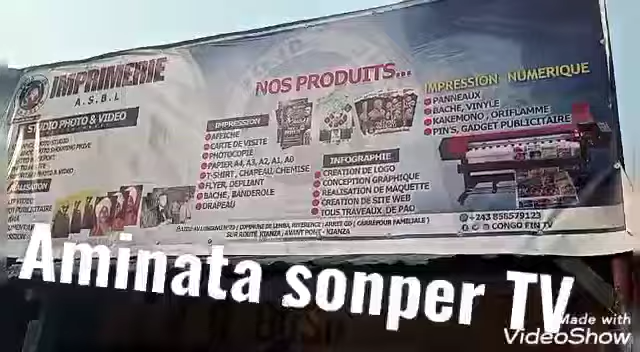 IMPRIMERIE
A.S.B.L
STUDIO PHOTO & VIDEO
NOS PRODUITS...
IMPRESSION
AFFICHE
CARTE DE VISITE
PHOTOCOPIE
PAPIER A4, A3, A2, A1, A0
T-SHIRT, CHAPEAU, CHEMISE
FLYER, DEPLIANT
BACHE, BANDEROLE
DRAPEAU
INFOGRAPHIE
CREATION DE LOGO
CONCEPTION GRAPHIQUE
REALISATION DE MAQUETTE
CREATION DE SITE WEB
TOUS TRAVAUX DE PAO
IMPRESSION NUMERIQUE
PANNEAUX
BACHE, VINYLE
KAKEMONO, ORIFLAMME
PIN'S, GADGET PUBLICITAIRE
+243 855579123
CONGO FIN TV
Aminata sonper TV
Made with
VideoShow